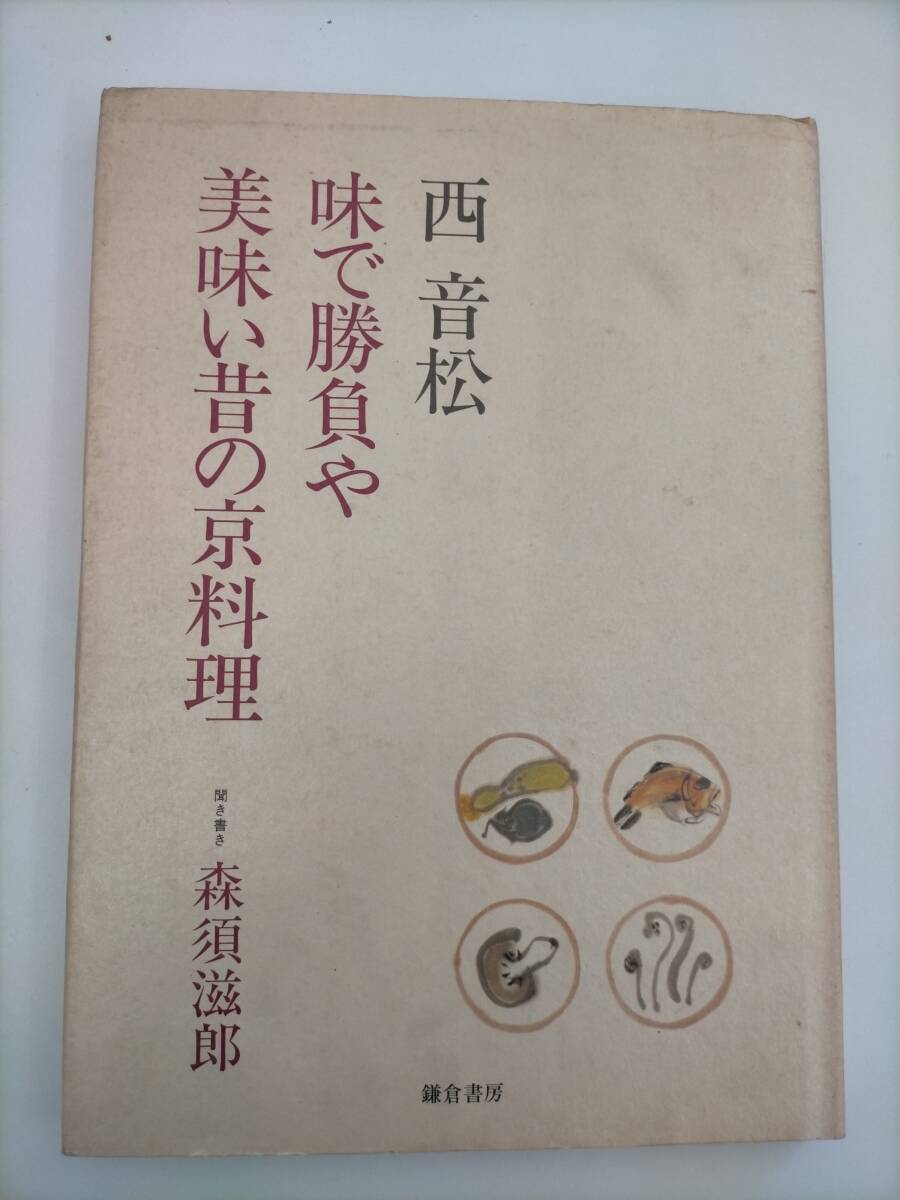 西 音松
味で勝負や
美味い昔の京料理
聞き書き 森須滋郎
鎌倉書房